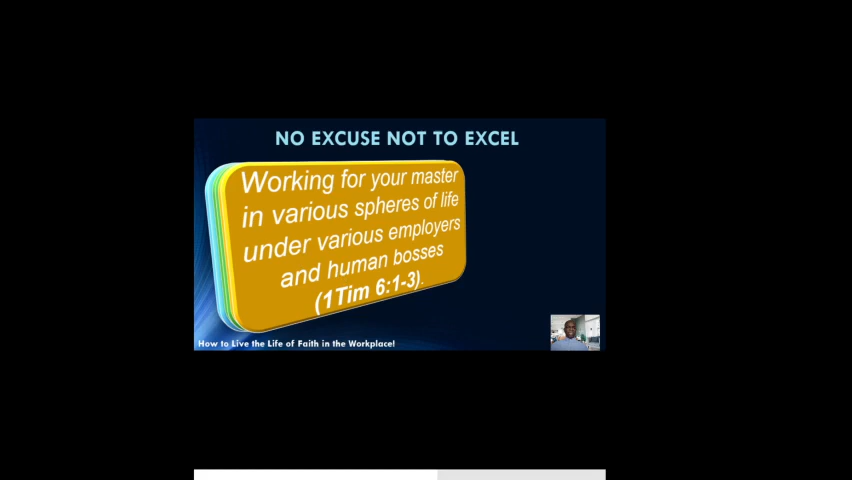 NO EXCUSE NOT TO EXCEL
Working for your master
in various spheres of life
under various employers
and human bosses
(1Tim 6:1-3).
How to Live the Life of Faith in the Workplace!